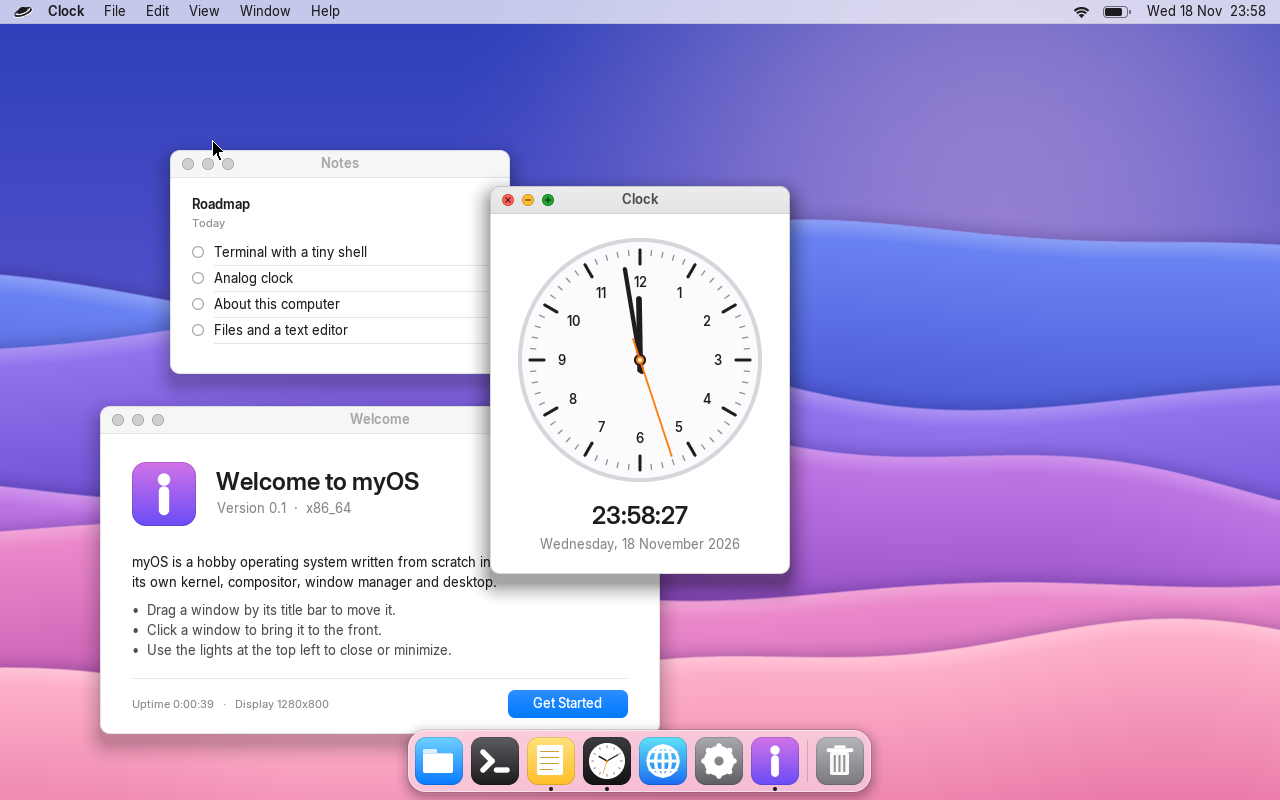 Clock File Edit View Window Help Wed 18 Nov 23:58
Notes
Roadmap
Today
Terminal with a tiny shell
Analog clock
About this computer
Files and a text editor
Clock
12
1
2
3
4
5
6
7
8
9
10
11
23:58:27
Wednesday, 18 November 2026
Welcome
Welcome to myOS
Version 0.1 · x86_64
myOS is a hobby operating system written from scratch in
its own kernel, compositor, window manager and desktop.
• Drag a window by its title bar to move it.
• Click a window to bring it to the front.
• Use the lights at the top left to close or minimize.
Uptime 0:00:39 · Display 1280x800
Get Started